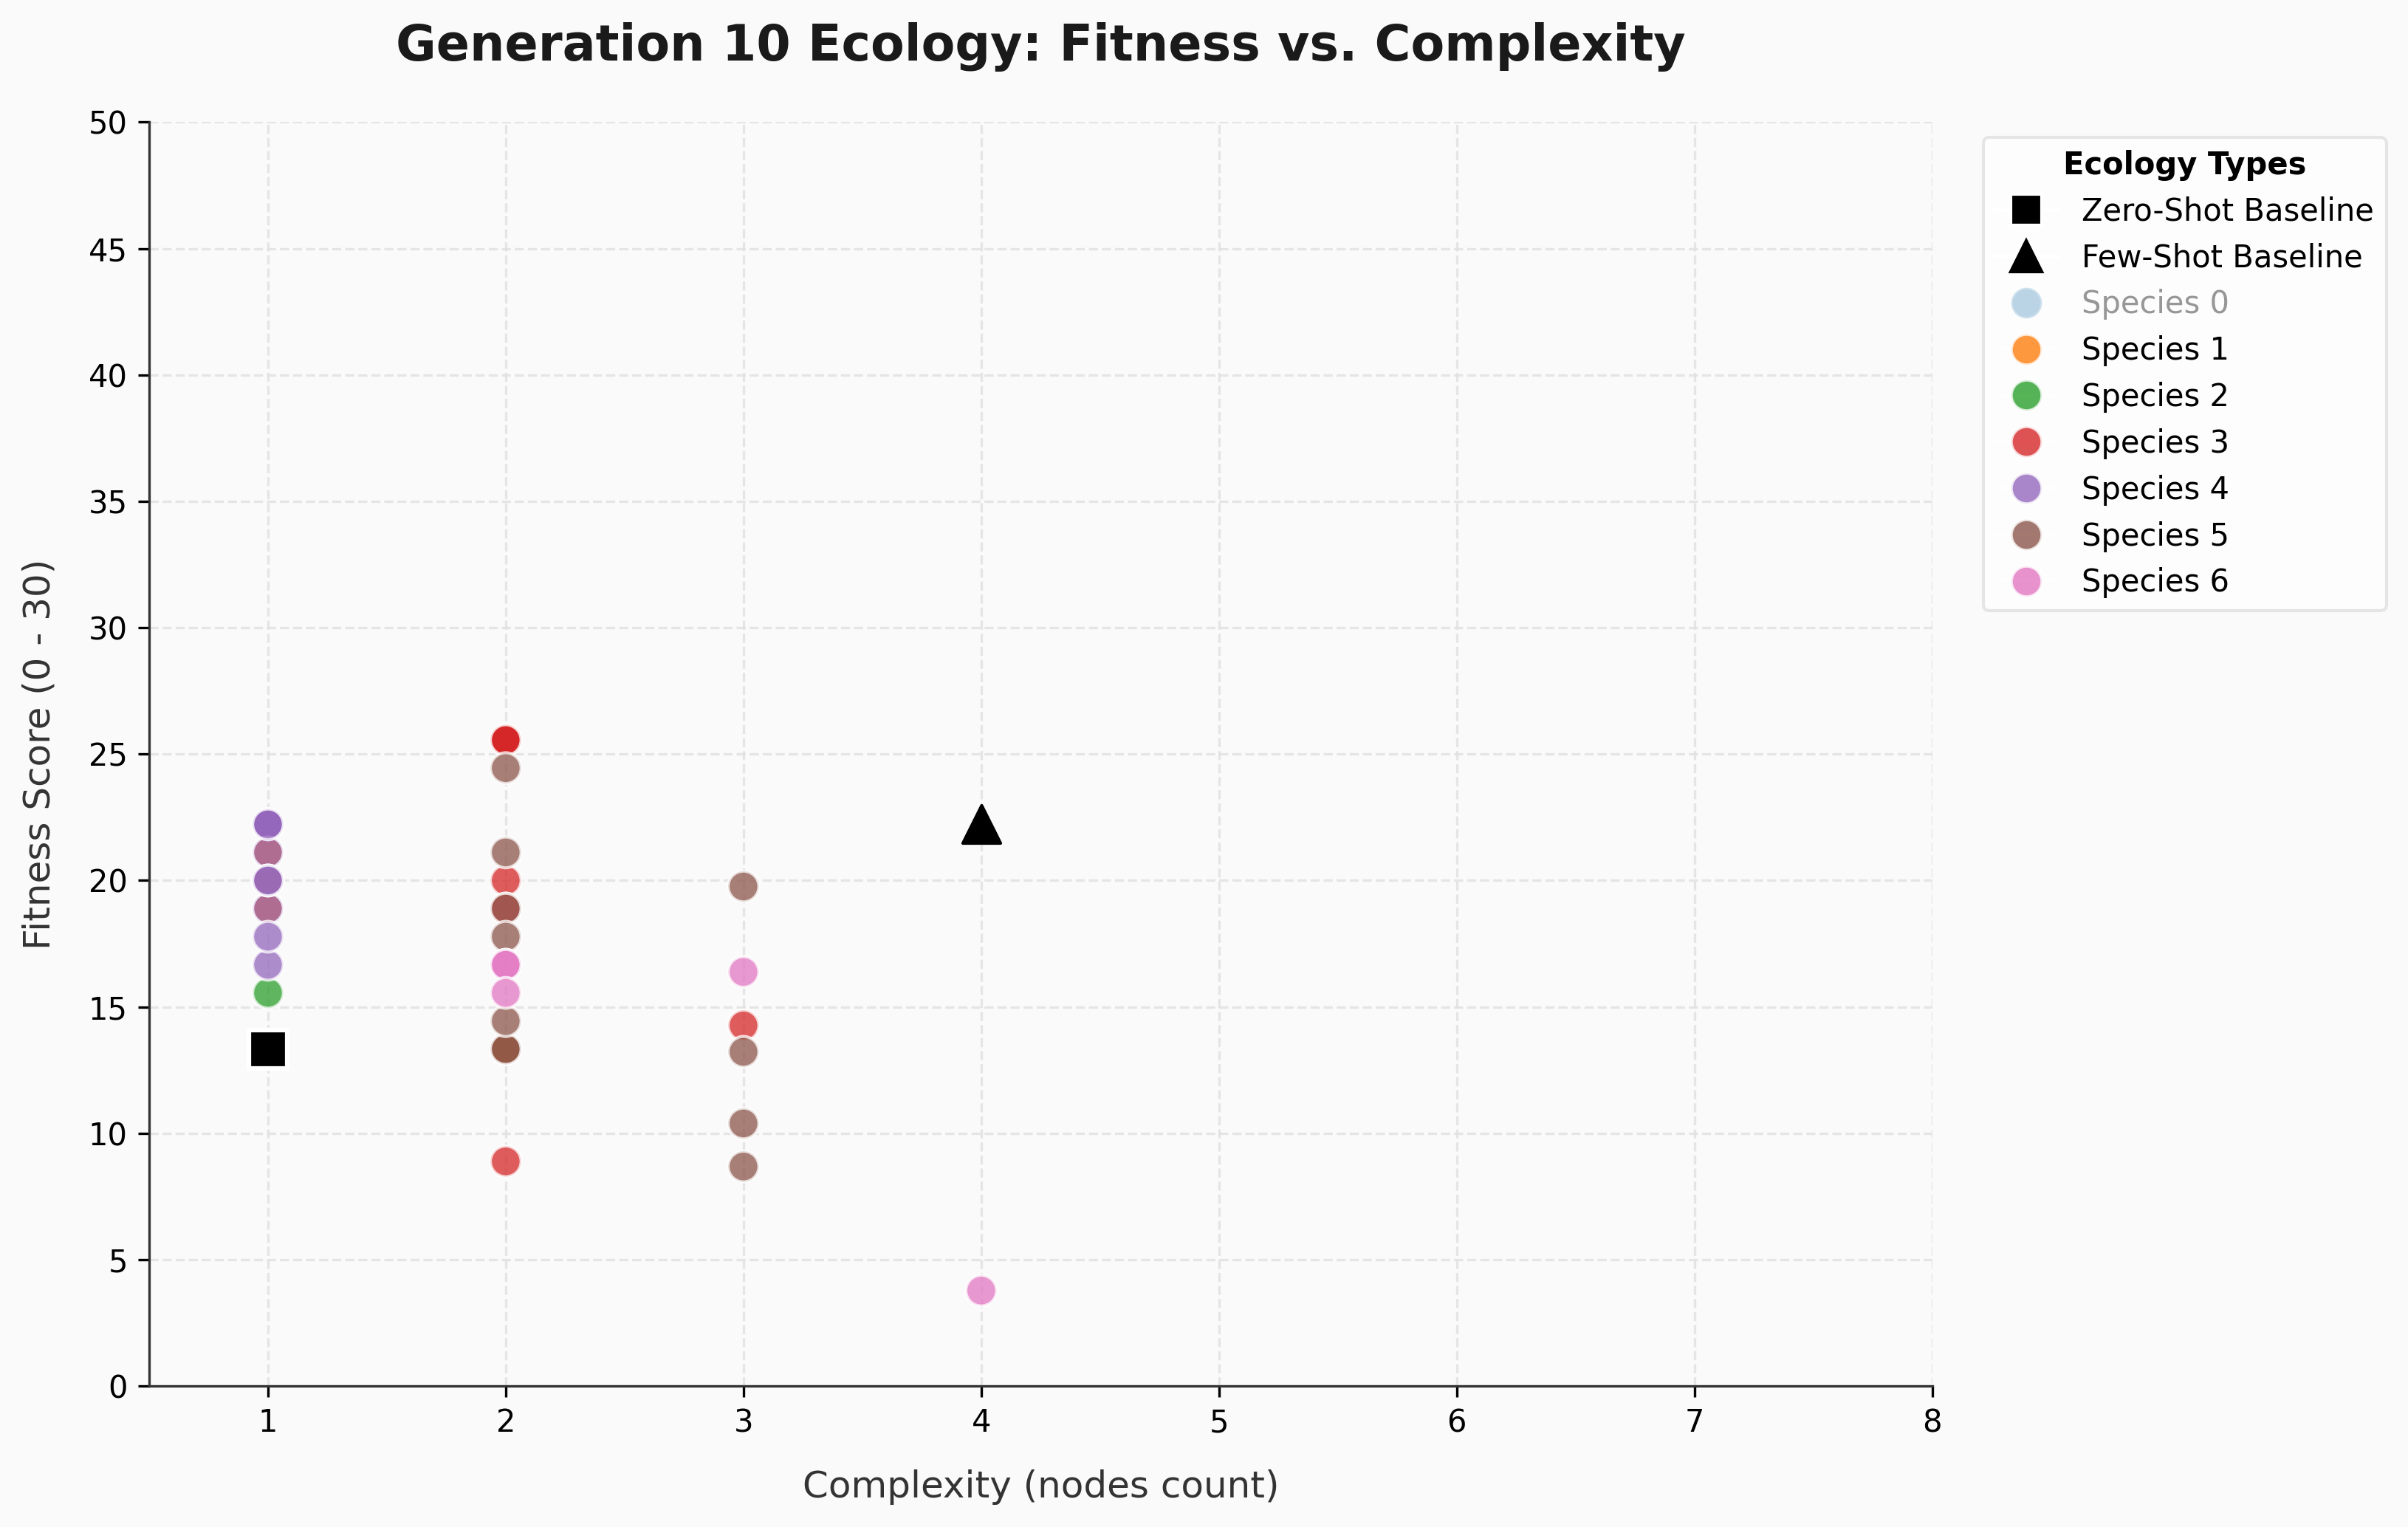 Generation 10 Ecology: Fitness vs. Complexity
50
45
40
35
30
25
20
15
10
5
0
Fitness Score (0 - 30)
1 2 3 4 5 6 7 8
Complexity (nodes count)
Ecology Types
Zero-Shot Baseline
Few-Shot Baseline
Species 0
Species 1
Species 2
Species 3
Species 4
Species 5
Species 6